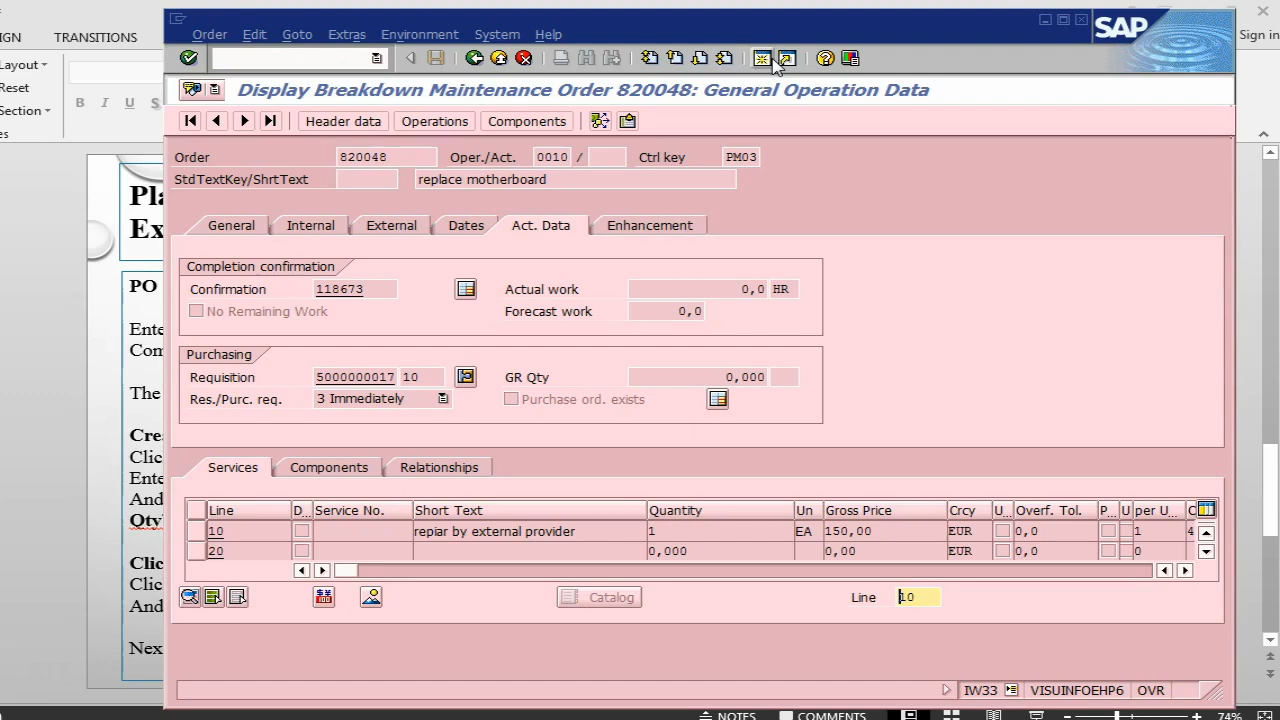 IGN TRANSITIONS Sign in
Order Edit Goto Extras Environment System Help SAP
Layout
Reset
Section
B I U S
Display Breakdown Maintenance Order 820048: General Operation Data
Header data Operations Components
Order 820048 Oper./Act. 0010 / Ctrl key PM03
StdTextKey/ShrtText replace motherboard
General Internal External Dates Act. Data Enhancement
Completion confirmation
Confirmation 118673 Actual work 0,0 HR
No Remaining Work Forecast work 0,0
Purchasing
Requisition 5000000017 10 GR Qty 0,000
Res./Purc. req. 3 Immediately Purchase ord. exists
Services Components Relationships
Line D... Service No. Short Text Quantity Un Gross Price Crcy U... Overf. Tol. P... U per U... C
10 repiar by external provider 1 EA 150,00 EUR 0,0 1 4
20 0,000 0,00 EUR 0,0 0
Catalog Line 10
IW33 VISUINFOEHP6 OVR
Pla
Ex
PO
Ente
Com
The
Cre
Clic
Ente
And
Qty
Clic
Clic
And
Nex
NOTES COMMENTS 74%